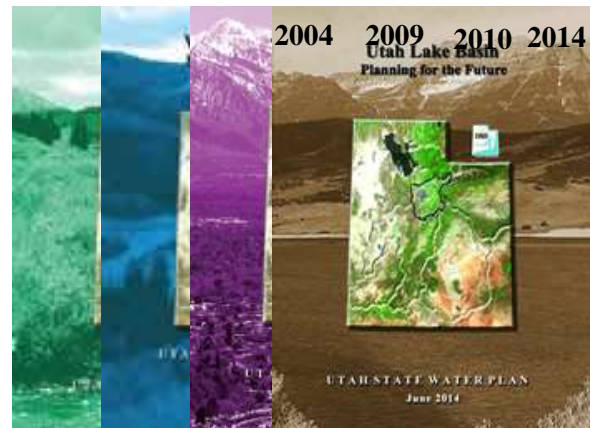 2004 2009 2010 2014
Utah Lake Basin
Planning for the Future
UTAH STATE WATER PLAN
June 2014